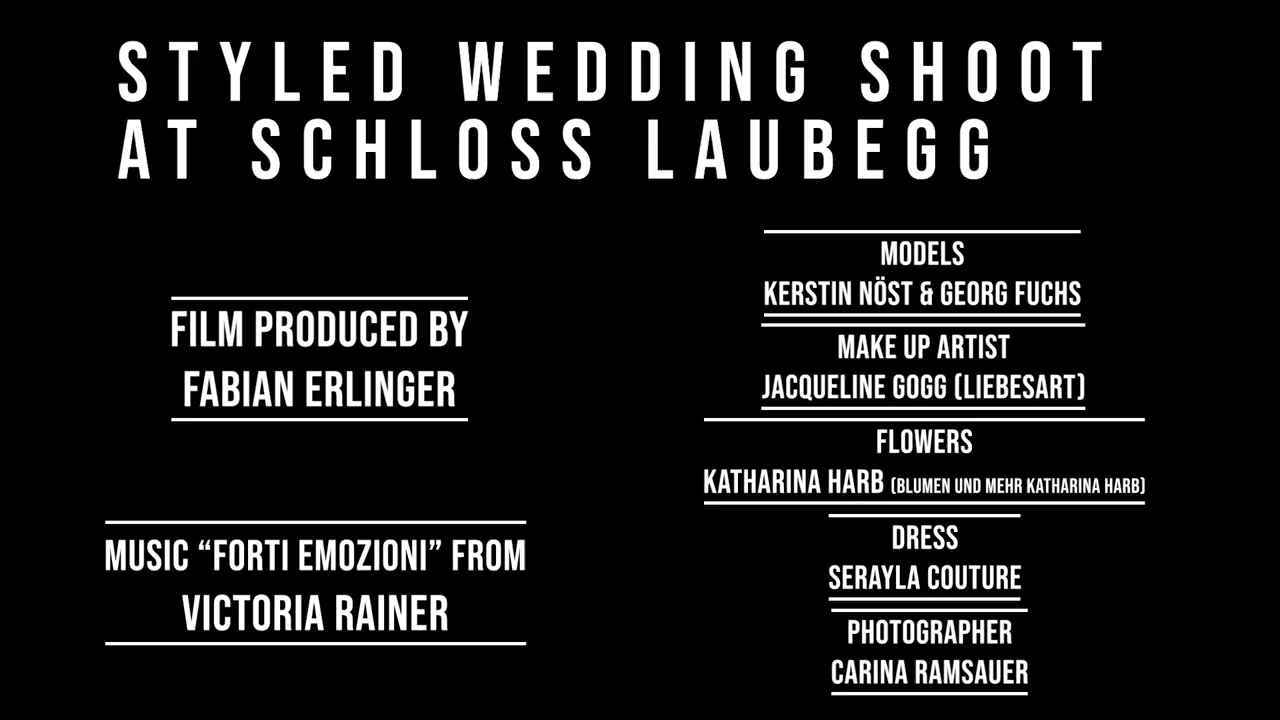 STYLED WEDDING SHOOT
AT SCHLOSS LAUBEGG
FILM PRODUCED BY
FABIAN ERLINGER
MUSIC “FORTI EMOZIONI” FROM
VICTORIA RAINER
MODELS
KERSTIN NÖST & GEORG FUCHS
MAKE UP ARTIST
JACQUELINE GOGG (LIEBESART)
FLOWERS
KATHARINA HARB (BLUMEN UND MEHR KATHARINA HARB)
DRESS
SERAYLA COUTURE
PHOTOGRAPHER
CARINA RAMSAUER